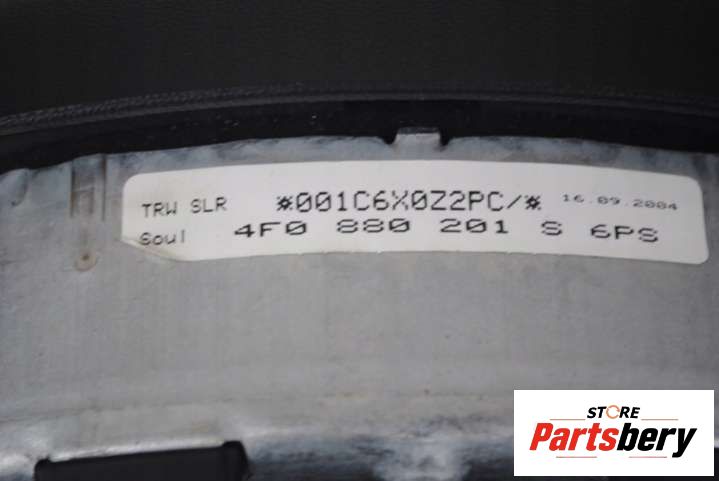 TRW SLR *001C6X0Z2PC/* 16.09.2004
Soul 4F0 880 201 S 6PS
STORE
Partsbery